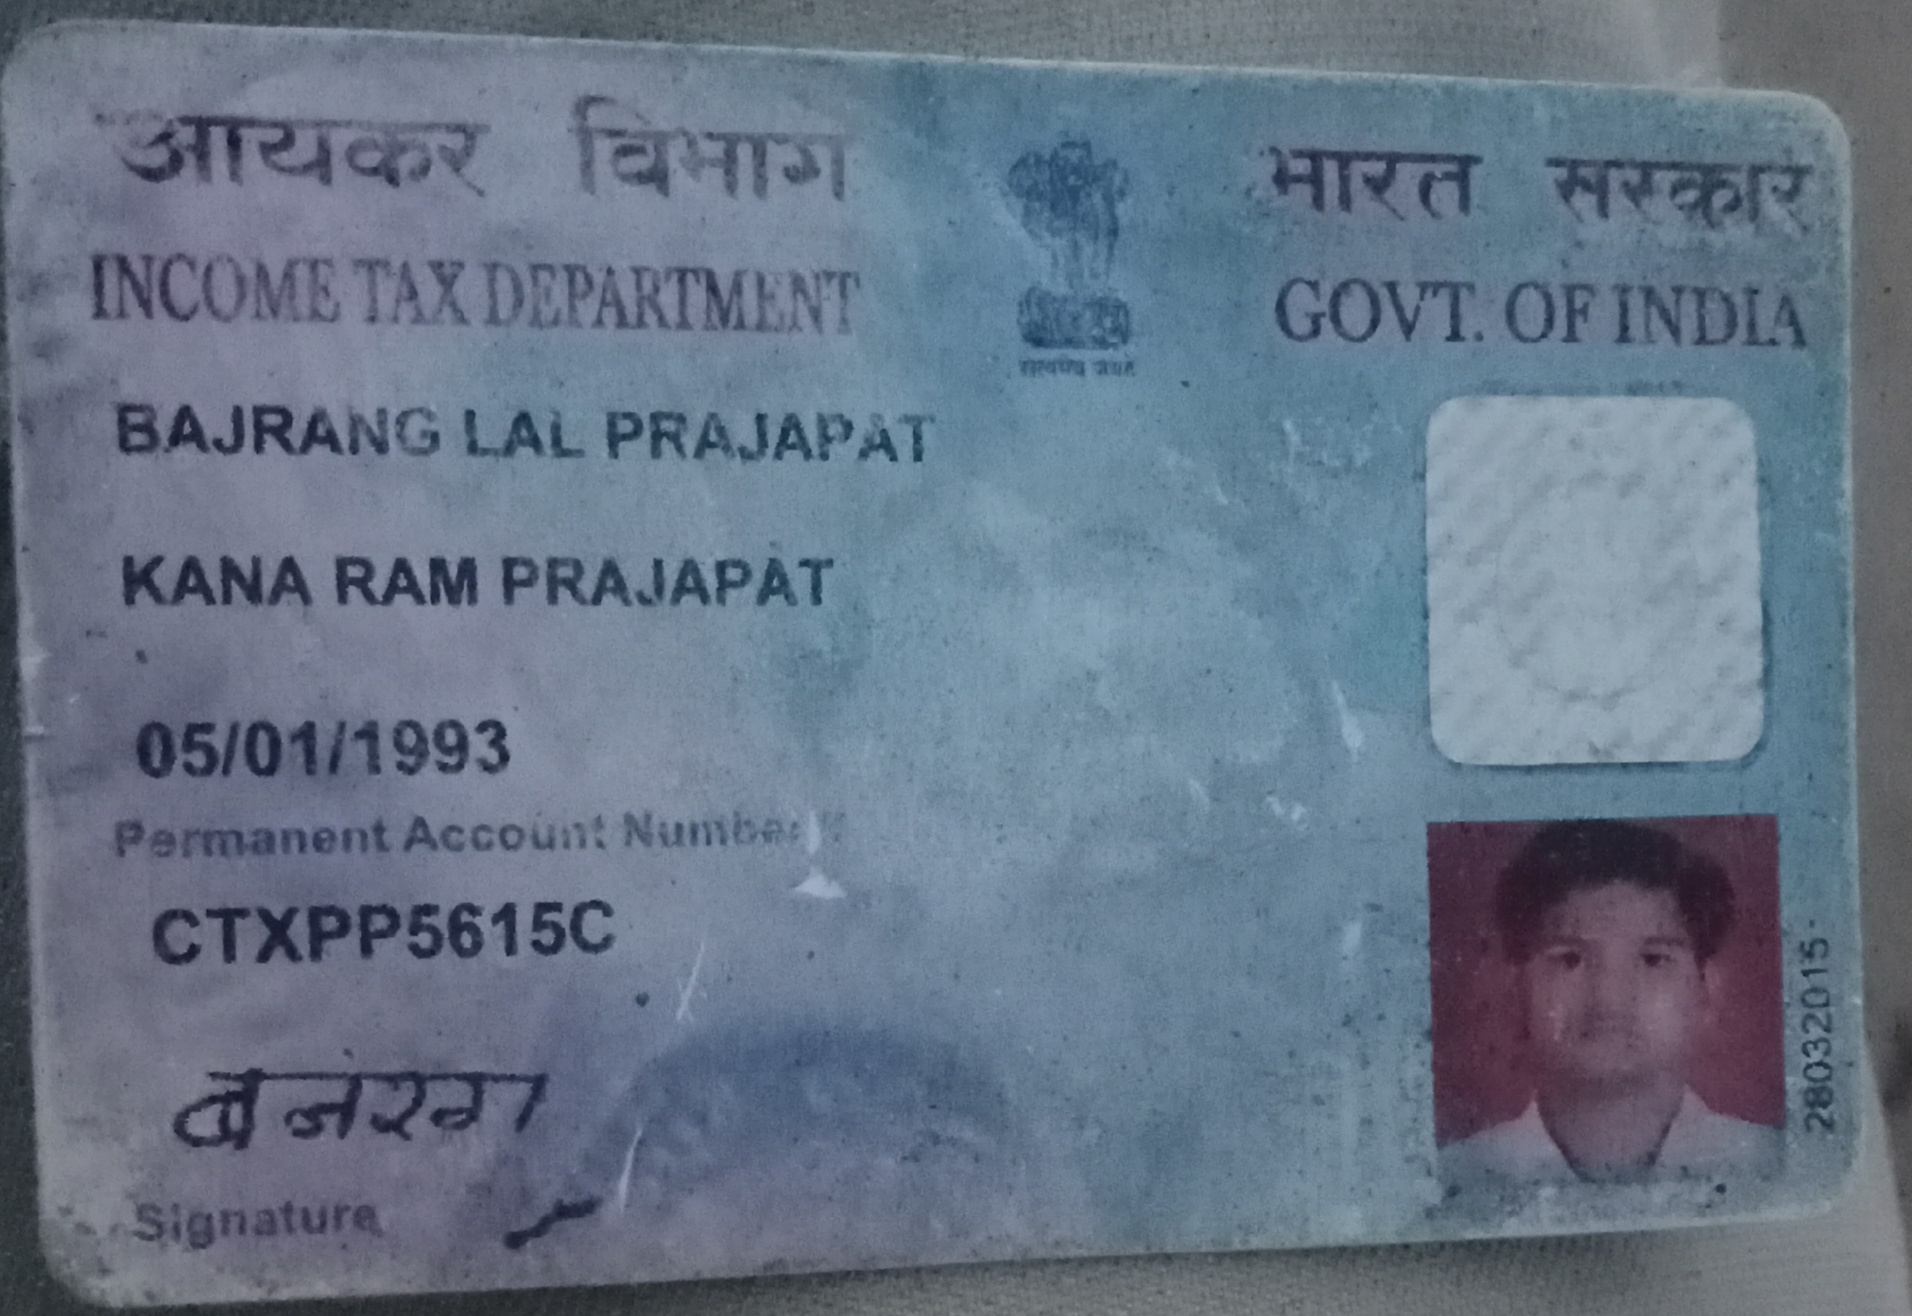 आयकर विभाग
INCOME TAX DEPARTMENT
भारत सरकार
GOVT. OF INDIA
सत्यमेव जयते
BAJRANG LAL PRAJAPAT
KANA RAM PRAJAPAT
05/01/1993
Permanent Account Number
CTXPP5615C
28032015
बजरंग
Signature